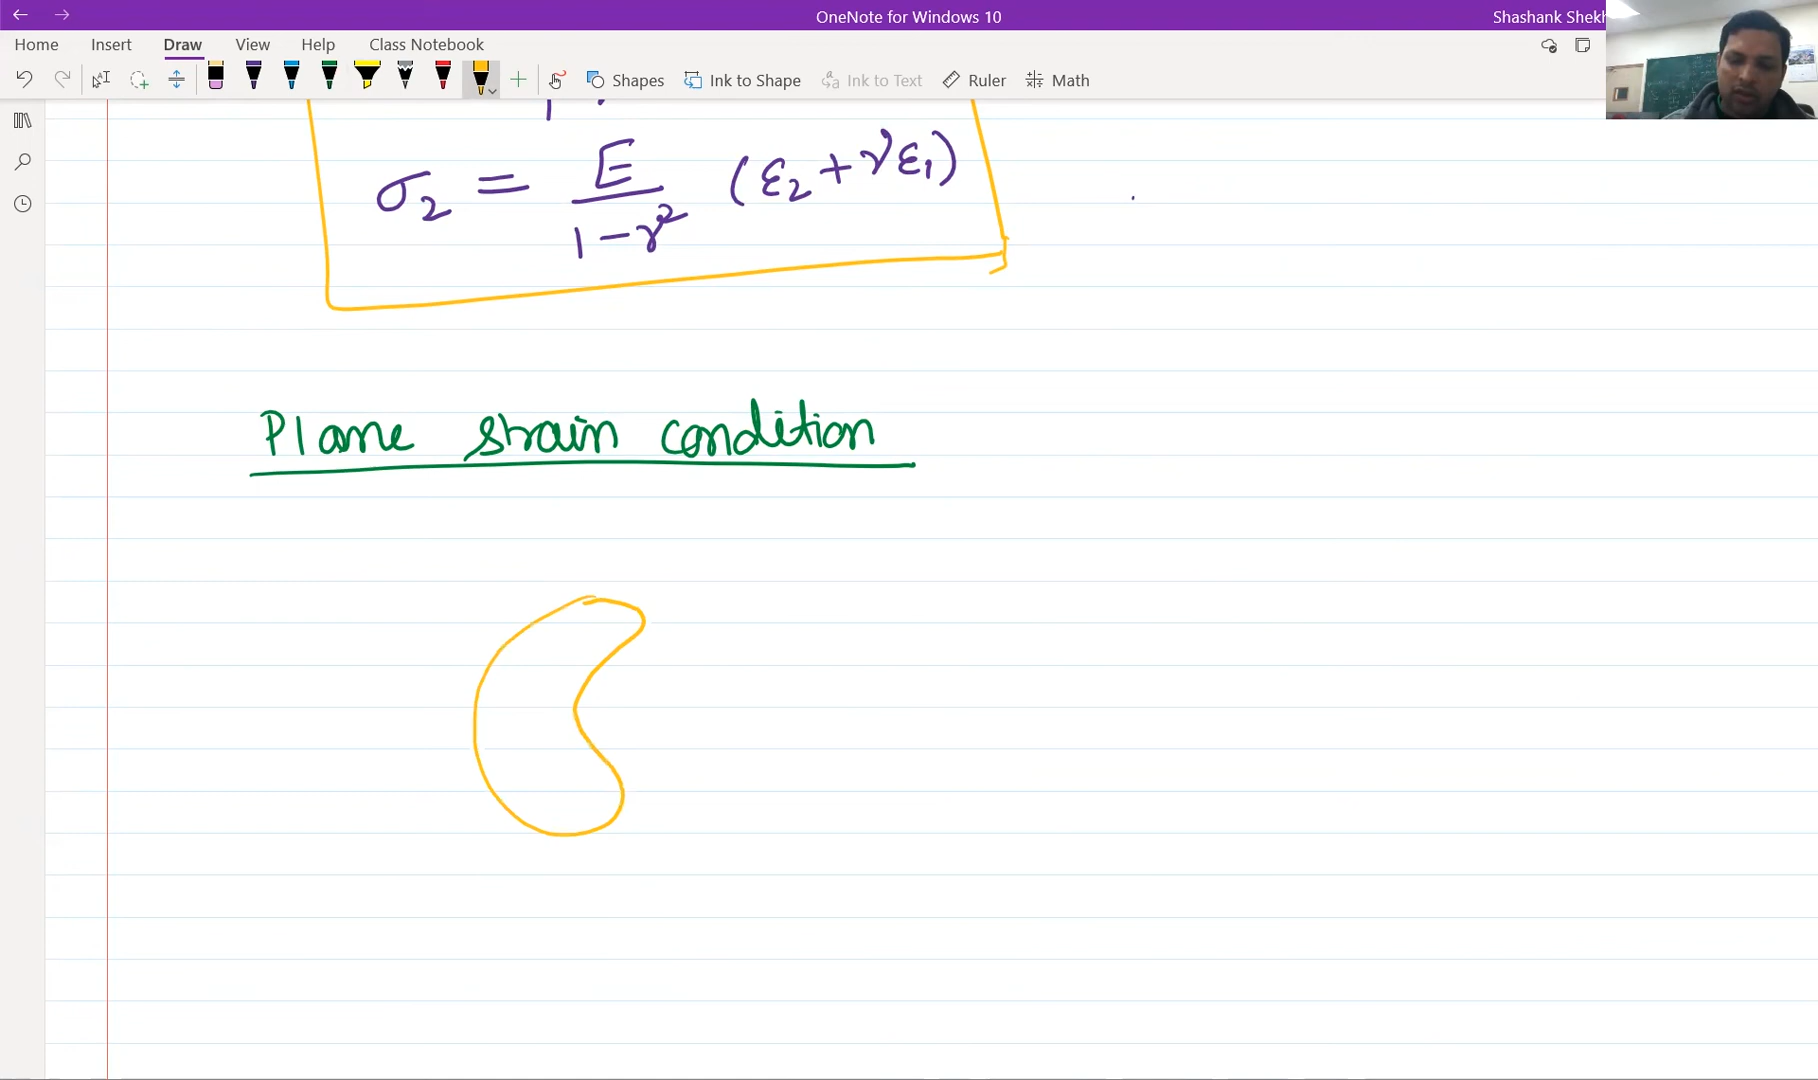 OneNote for Windows 10
Shashank Shekh
Home Insert Draw View Help Class Notebook
Shapes Ink to Shape Ink to Text Ruler Math
σ₂ = E / (1 - ν²) (ε₂ + νε₁)
Plane strain condition